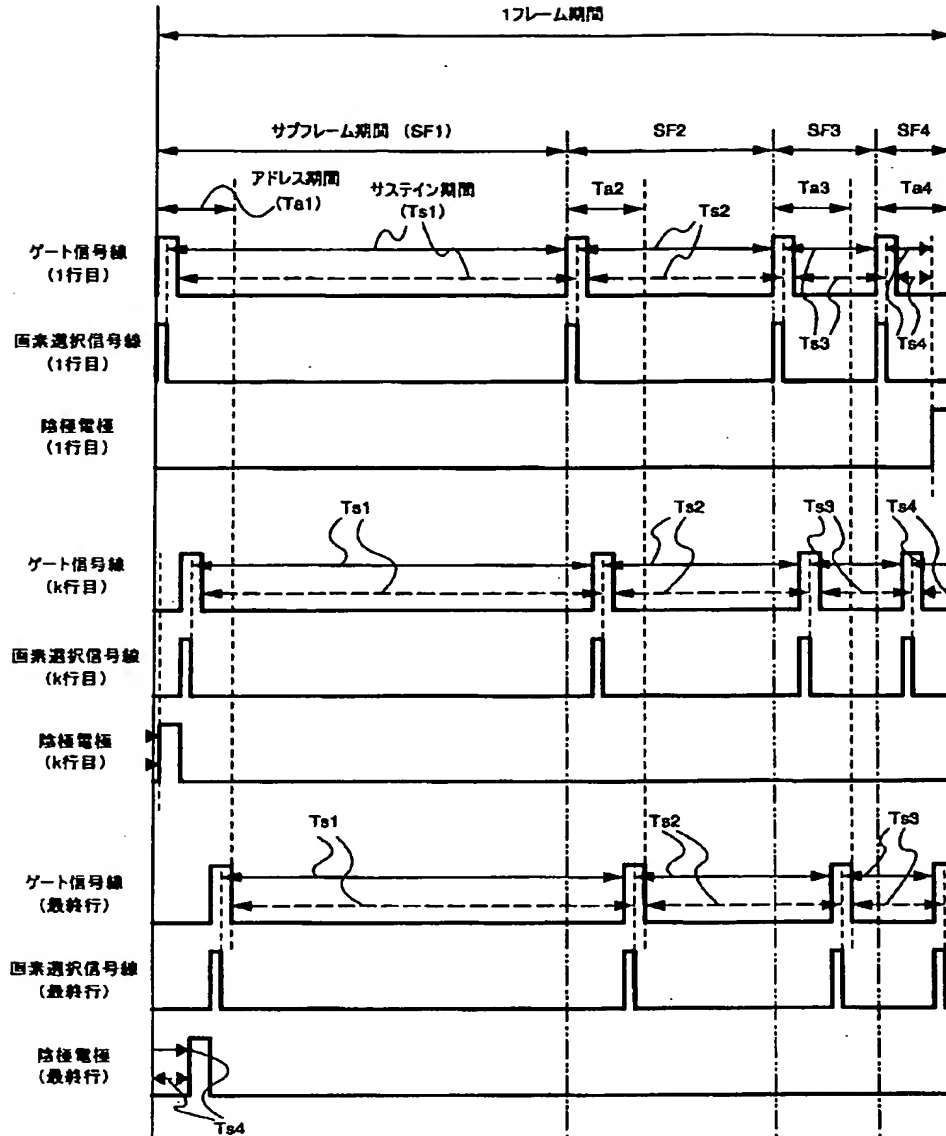 1フレーム期間
サブフレーム期間 (SF1)
SF2
SF3
SF4
アドレス期間
(Ta1)
サステイン期間
(Ts1)
Ta2
Ts2
Ta3
Ta4
ゲート信号線
(1行目)
Ts3
Ts4
画素選択信号線
(1行目)
陰極電極
(1行目)
Ts1
Ts2
Ts3
Ts4
ゲート信号線
(k行目)
画素選択信号線
(k行目)
陰極電極
(k行目)
Ts1
Ts2
Ts3
ゲート信号線
(最終行)
画素選択信号線
(最終行)
陰極電極
(最終行)
Ts4